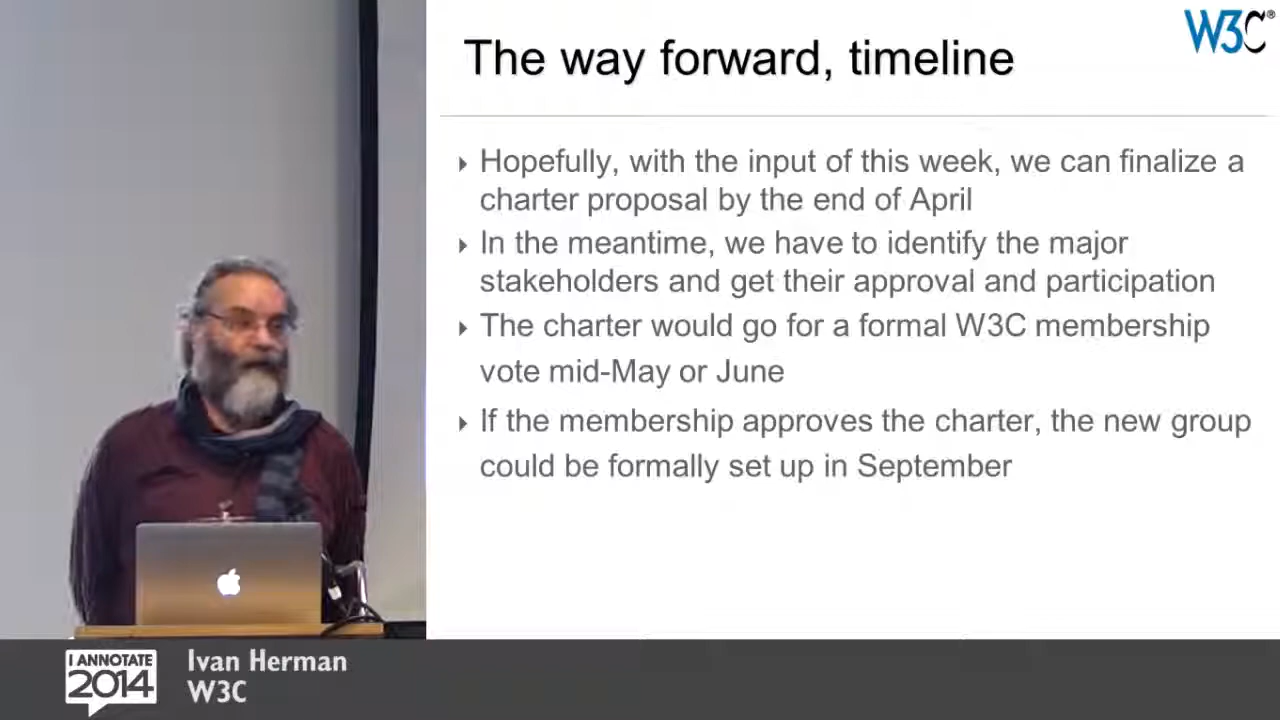 W3C®
The way forward, timeline
Hopefully, with the input of this week, we can finalize a
charter proposal by the end of April
In the meantime, we have to identify the major
stakeholders and get their approval and participation
The charter would go for a formal W3C membership
vote mid-May or June
If the membership approves the charter, the new group
could be formally set up in September
I ANNOTATE
2014
Ivan Herman
W3C